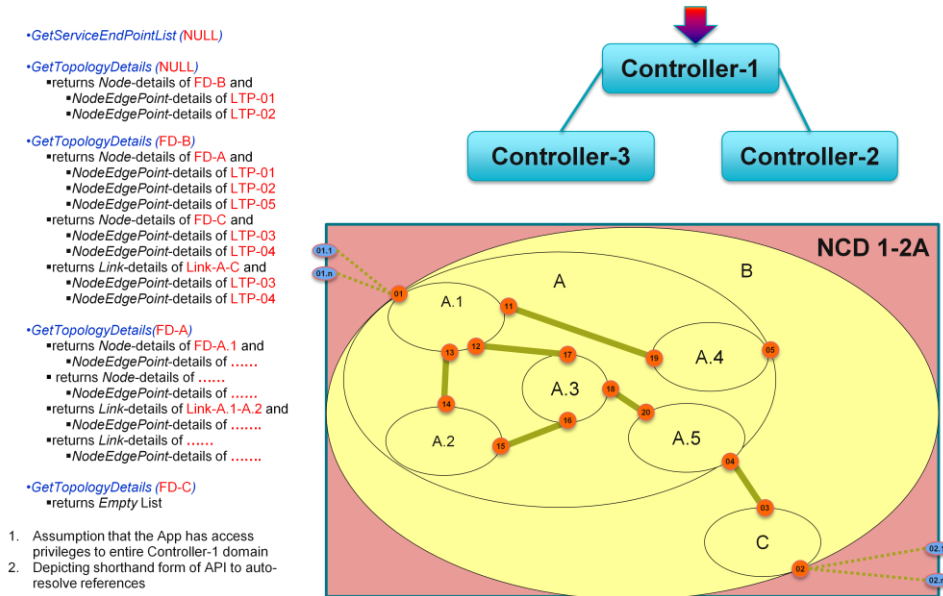 •GetServiceEndPointList (NULL)
•GetTopologyDetails (NULL)
▪returns Node-details of FD-B and
▪NodeEdgePoint-details of LTP-01
▪NodeEdgePoint-details of LTP-02
•GetTopologyDetails (FD-B)
▪returns Node-details of FD-A and
▪NodeEdgePoint-details of LTP-01
▪NodeEdgePoint-details of LTP-02
▪NodeEdgePoint-details of LTP-05
▪returns Node-details of FD-C and
▪NodeEdgePoint-details of LTP-03
▪NodeEdgePoint-details of LTP-04
▪returns Link-details of Link-A-C and
▪NodeEdgePoint-details of LTP-03
▪NodeEdgePoint-details of LTP-04
•GetTopologyDetails(FD-A)
▪returns Node-details of FD-A.1 and
▪NodeEdgePoint-details of ......
▪ returns Node-details of ......
▪NodeEdgePoint-details of ......
▪returns Link-details of Link-A.1-A.2 and
▪NodeEdgePoint-details of .......
▪returns Link-details of ......
▪NodeEdgePoint-details of .......
•GetTopologyDetails (FD-C)
▪returns Empty List
1. Assumption that the App has access
privileges to entire Controller-1 domain
2. Depicting shorthand form of API to auto-
resolve references
Controller-1
Controller-3
Controller-2
NCD 1-2A
B
A
01.1
01.n
01
A.1
11
12
13
17
19
A.4
05
14
A.3
18
20
16
A.2
15
A.5
04
03
C
02
02.1
02.n